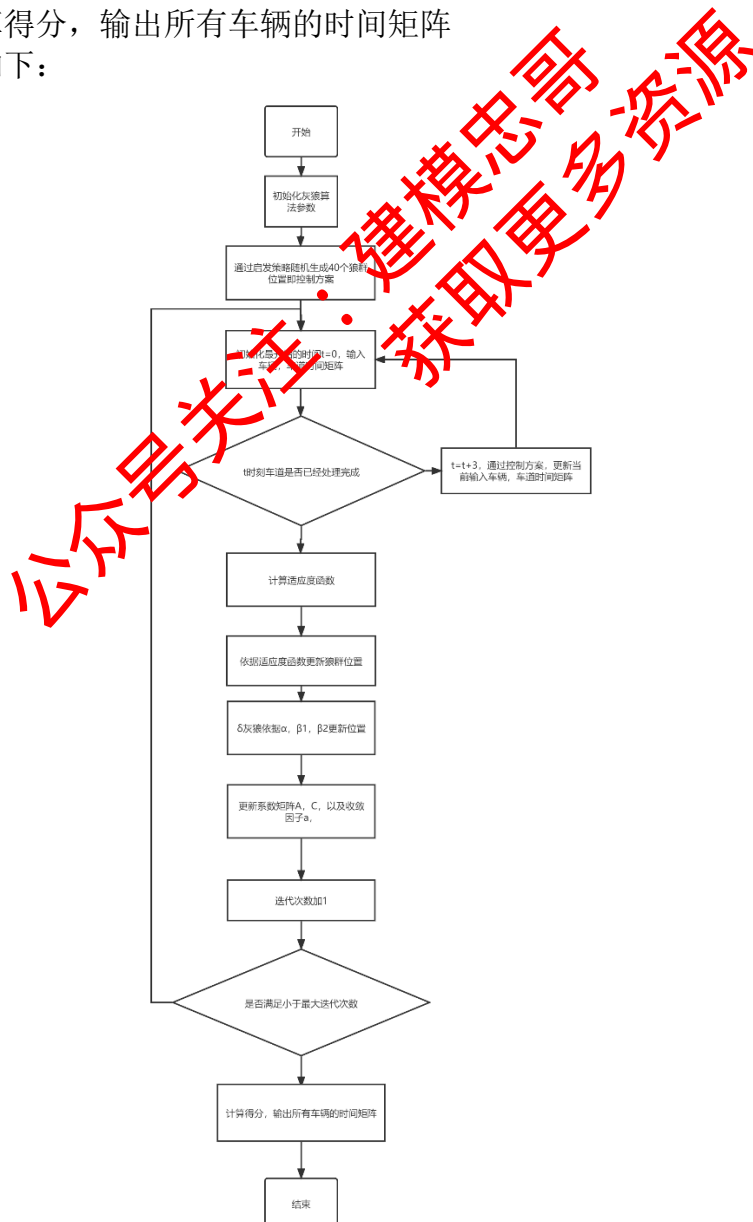 得分，输出所有车辆的时间矩阵
下：
开始
初始化灰狼算
法参数
通过启发策略随机生成40个狼群
位置即控制方案
的时间t=0，输入
时间矩阵
t时刻车道是否已经处理完成
t=t+3，通过控制方案，更新当
前输入车辆，车道时间矩阵
计算适应度函数
依据适应度函数更新狼群位置
δ灰狼依据α，β1，β2更新位置
更新系数矩阵A，C，以及收敛
因子a，
迭代次数加1
是否满足小于最大迭代次数
计算得分，输出所有车辆的时间矩阵
结束
公众号关注：建模忠哥
获取更多资源